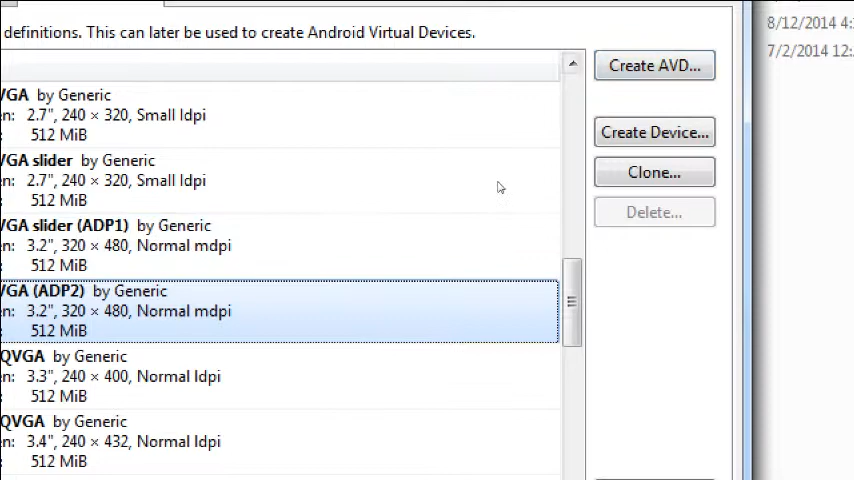 definitions. This can later be used to create Android Virtual Devices.
8/12/2014 4:
7/2/2014 12:
Create AVD...
Create Device...
Clone...
Delete...
VGA by Generic
en: 2.7", 240 × 320, Small ldpi
: 512 MiB
VGA slider by Generic
en: 2.7", 240 × 320, Small ldpi
: 512 MiB
VGA slider (ADP1) by Generic
en: 3.2", 320 × 480, Normal mdpi
: 512 MiB
VGA (ADP2) by Generic
en: 3.2", 320 × 480, Normal mdpi
: 512 MiB
QVGA by Generic
en: 3.3", 240 × 400, Normal ldpi
: 512 MiB
QVGA by Generic
en: 3.4", 240 × 432, Normal ldpi
: 512 MiB